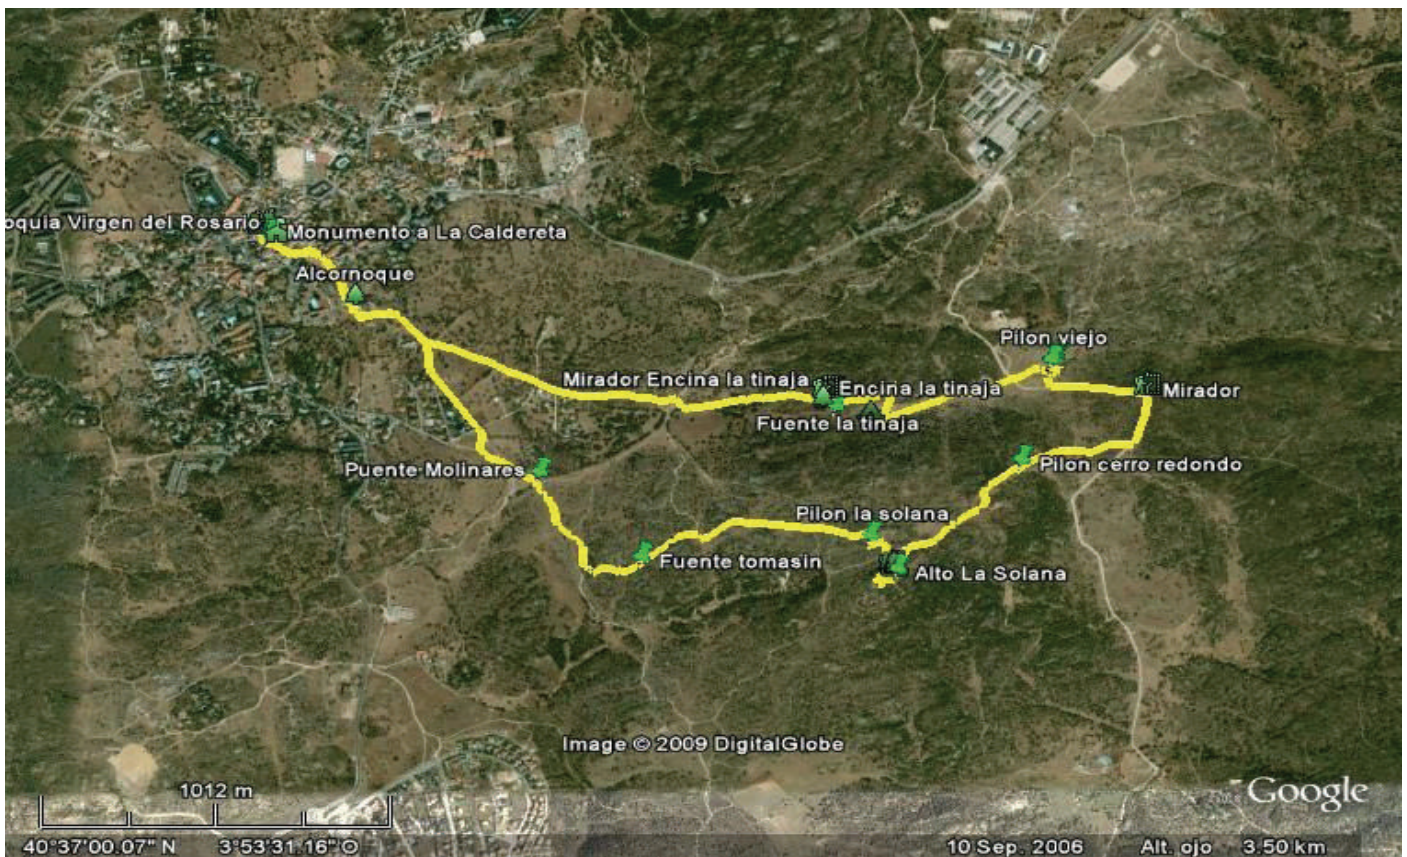 oquia Virgen del Rosario
Monumento a La Caldereta
Alcornoque
Pilon viejo
Mirador Encina la tinaja
Encina la tinaja
Mirador
Fuente la tinaja
Puente Molinares
Pilon cerro redondo
Pilon la solana
Fuente tomasin
Alto La Solana
Image © 2009 DigitalGlobe
Google
1012 m
40°37'00.07" N 3°53'31.16" O
10 Sep. 2006
Alt. ojo 3.50 km